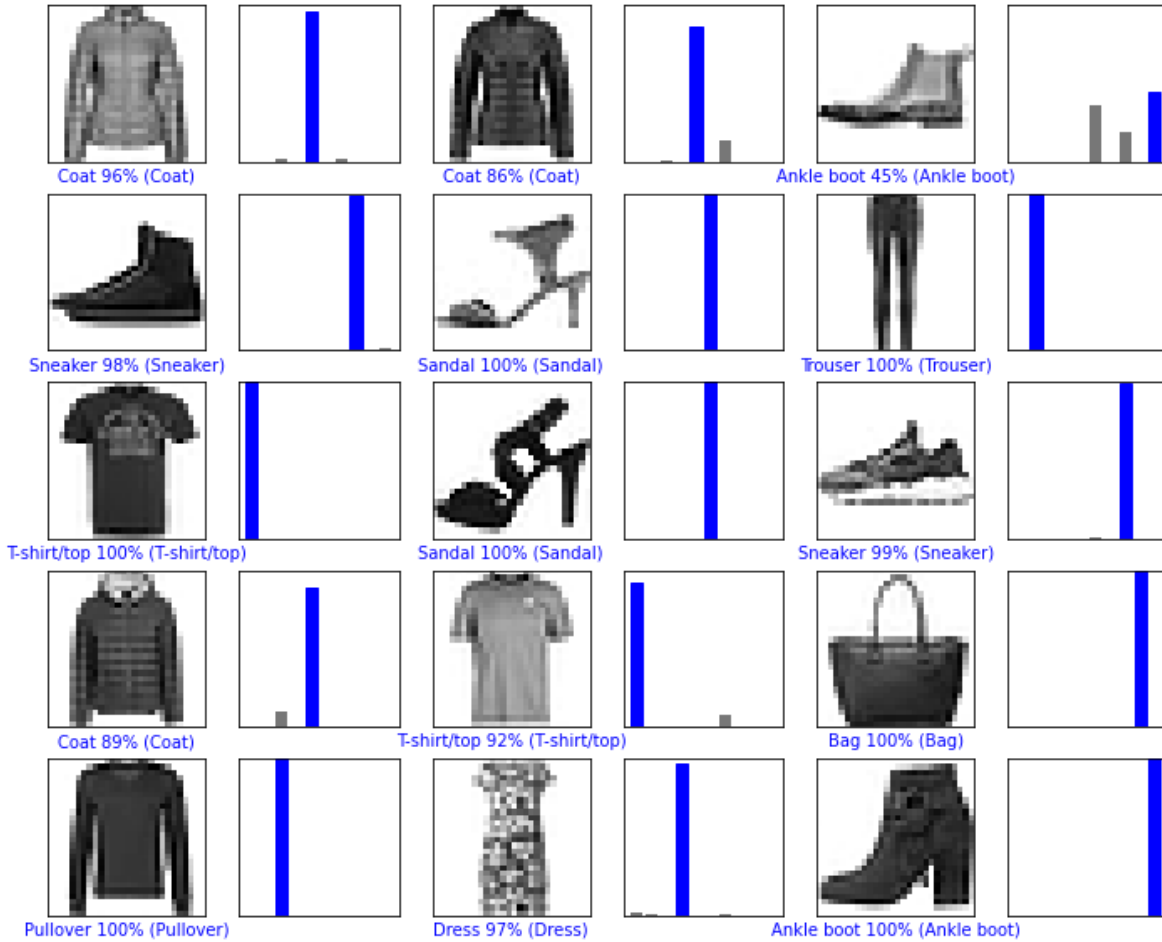 Coat 96% (Coat)
Coat 86% (Coat)
Ankle boot 45% (Ankle boot)
Sneaker 98% (Sneaker)
Sandal 100% (Sandal)
Trouser 100% (Trouser)
T-shirt/top 100% (T-shirt/top)
Sandal 100% (Sandal)
Sneaker 99% (Sneaker)
Coat 89% (Coat)
T-shirt/top 92% (T-shirt/top)
Bag 100% (Bag)
Pullover 100% (Pullover)
Dress 97% (Dress)
Ankle boot 100% (Ankle boot)